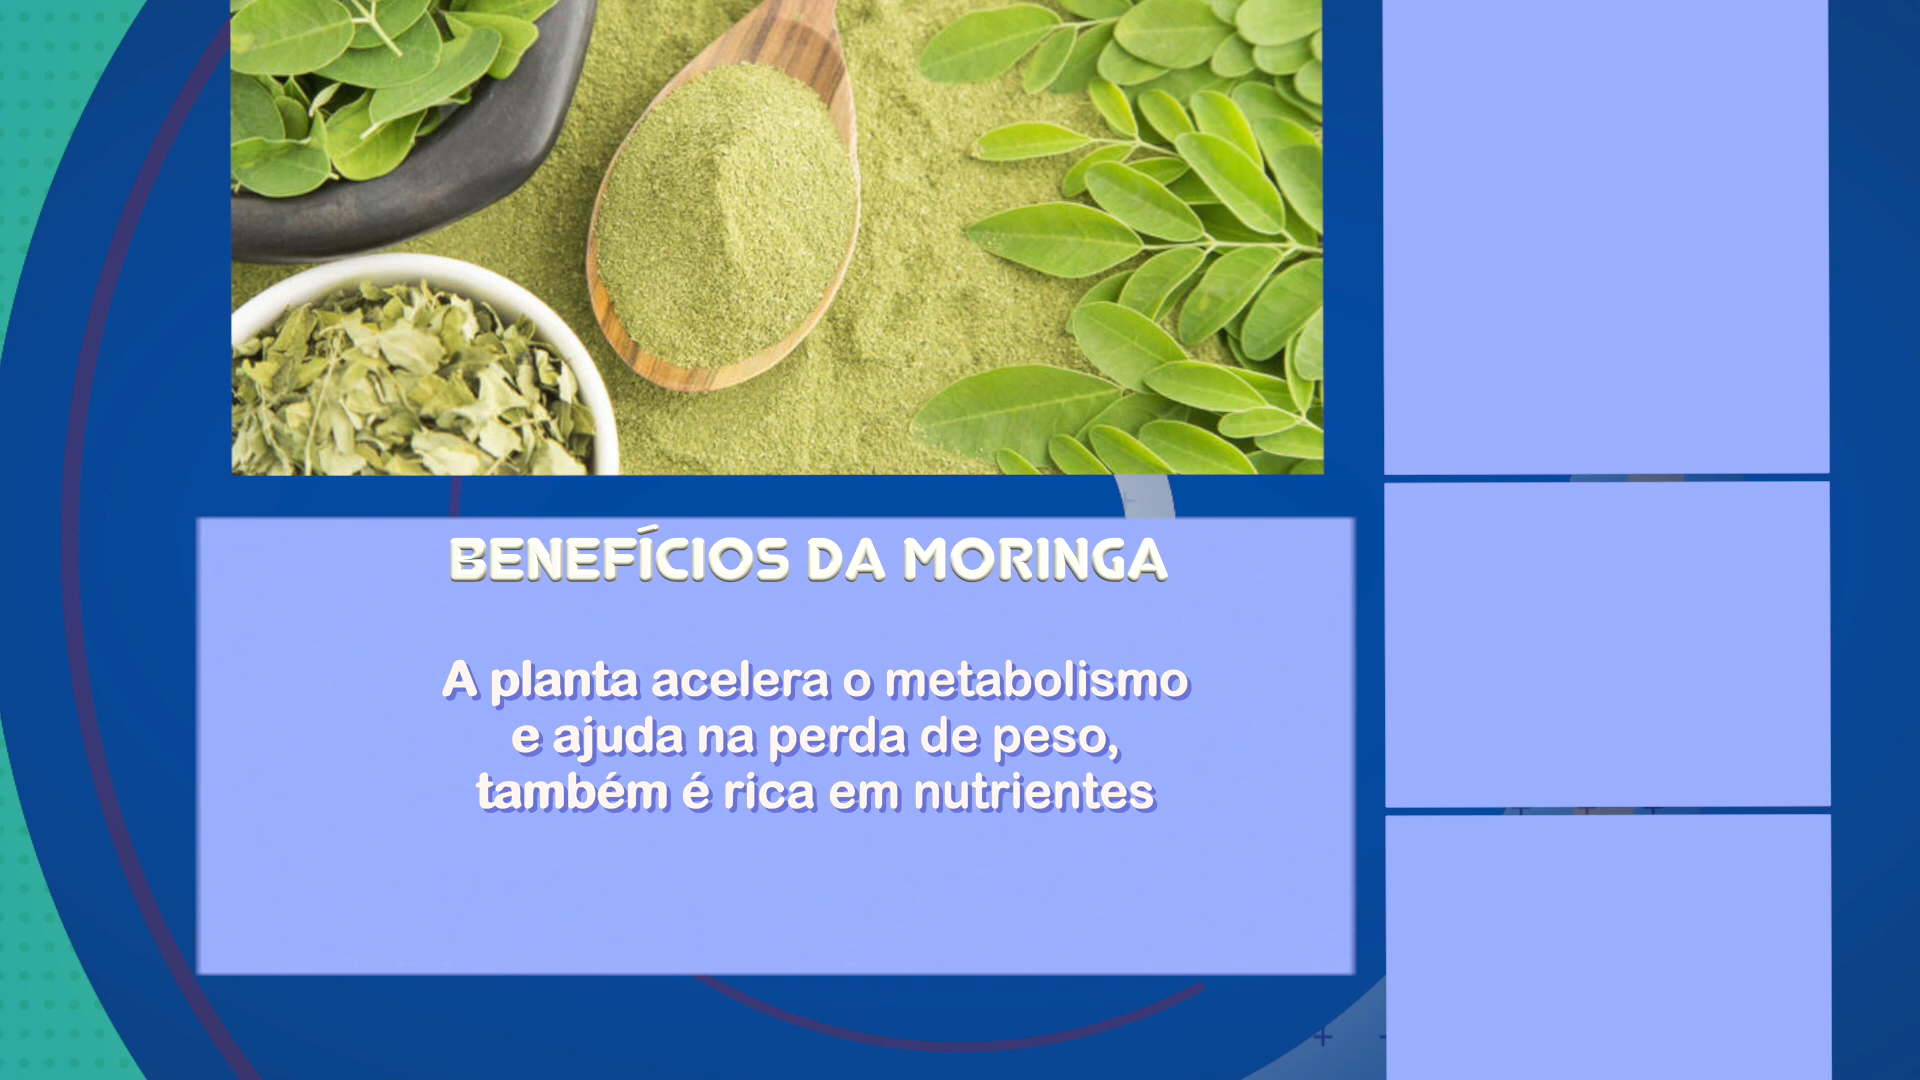 BENEFÍCIOS DA MORINGA
A planta acelera o metabolismo
e ajuda na perda de peso,
também é rica em nutrientes